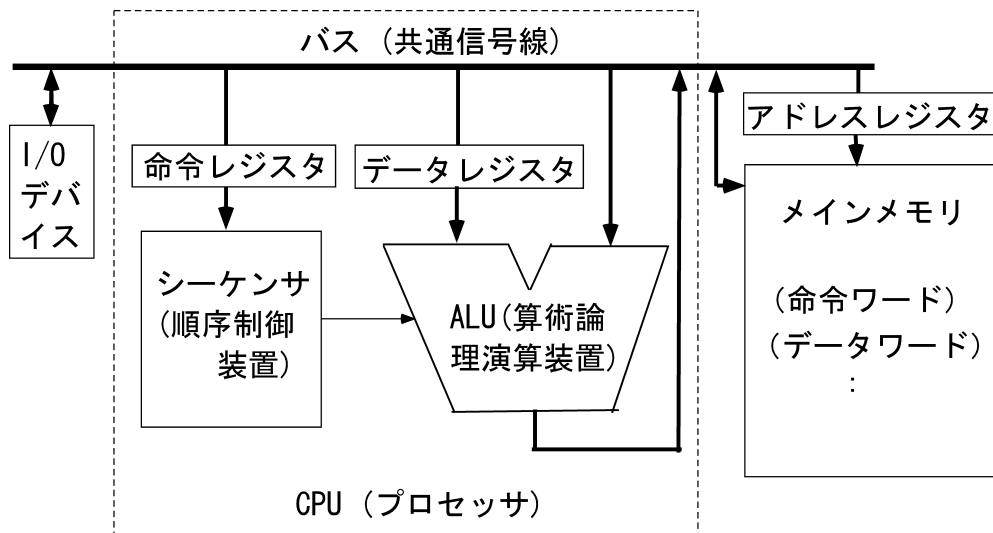 バス (共通信号線)
I/O
デバ
イス
命令レジスタ
データレジスタ
アドレスレジスタ
シーケンサ
(順序制御
装置)
ALU(算術論
理演算装置)
メインメモリ
(命令ワード)
(データワード)
:
CPU (プロセッサ)